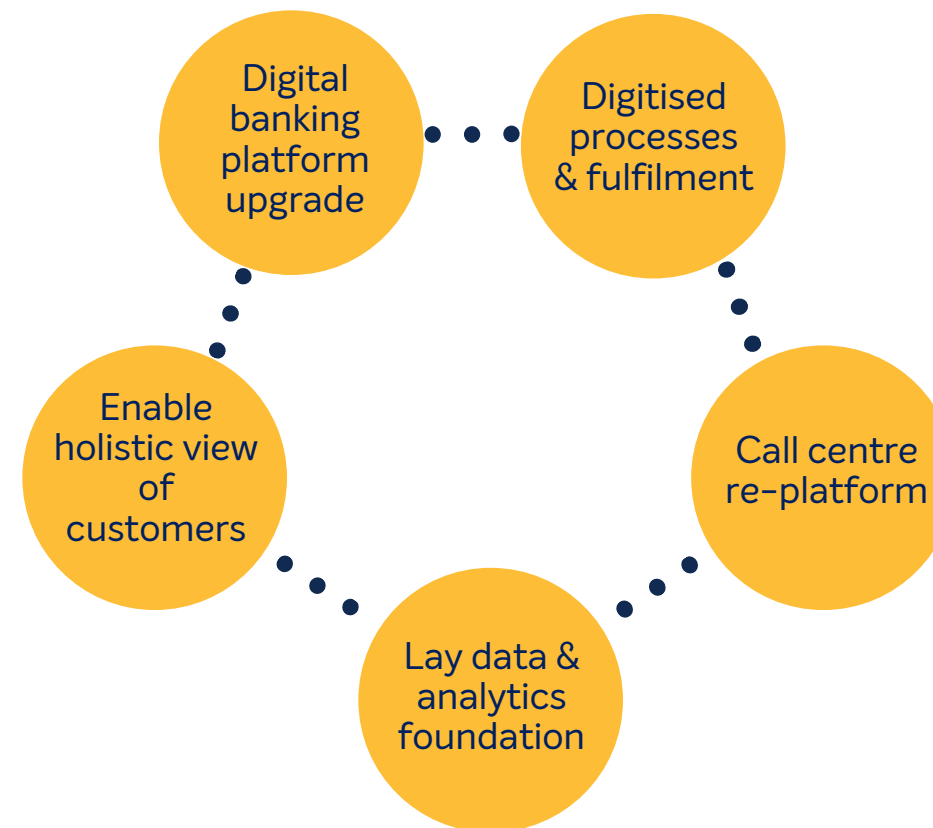 Digital
banking
platform
upgrade
Digitised
processes
& fulfilment
Call centre
re-platform
Lay data &
analytics
foundation
Enable
holistic view
of
customers